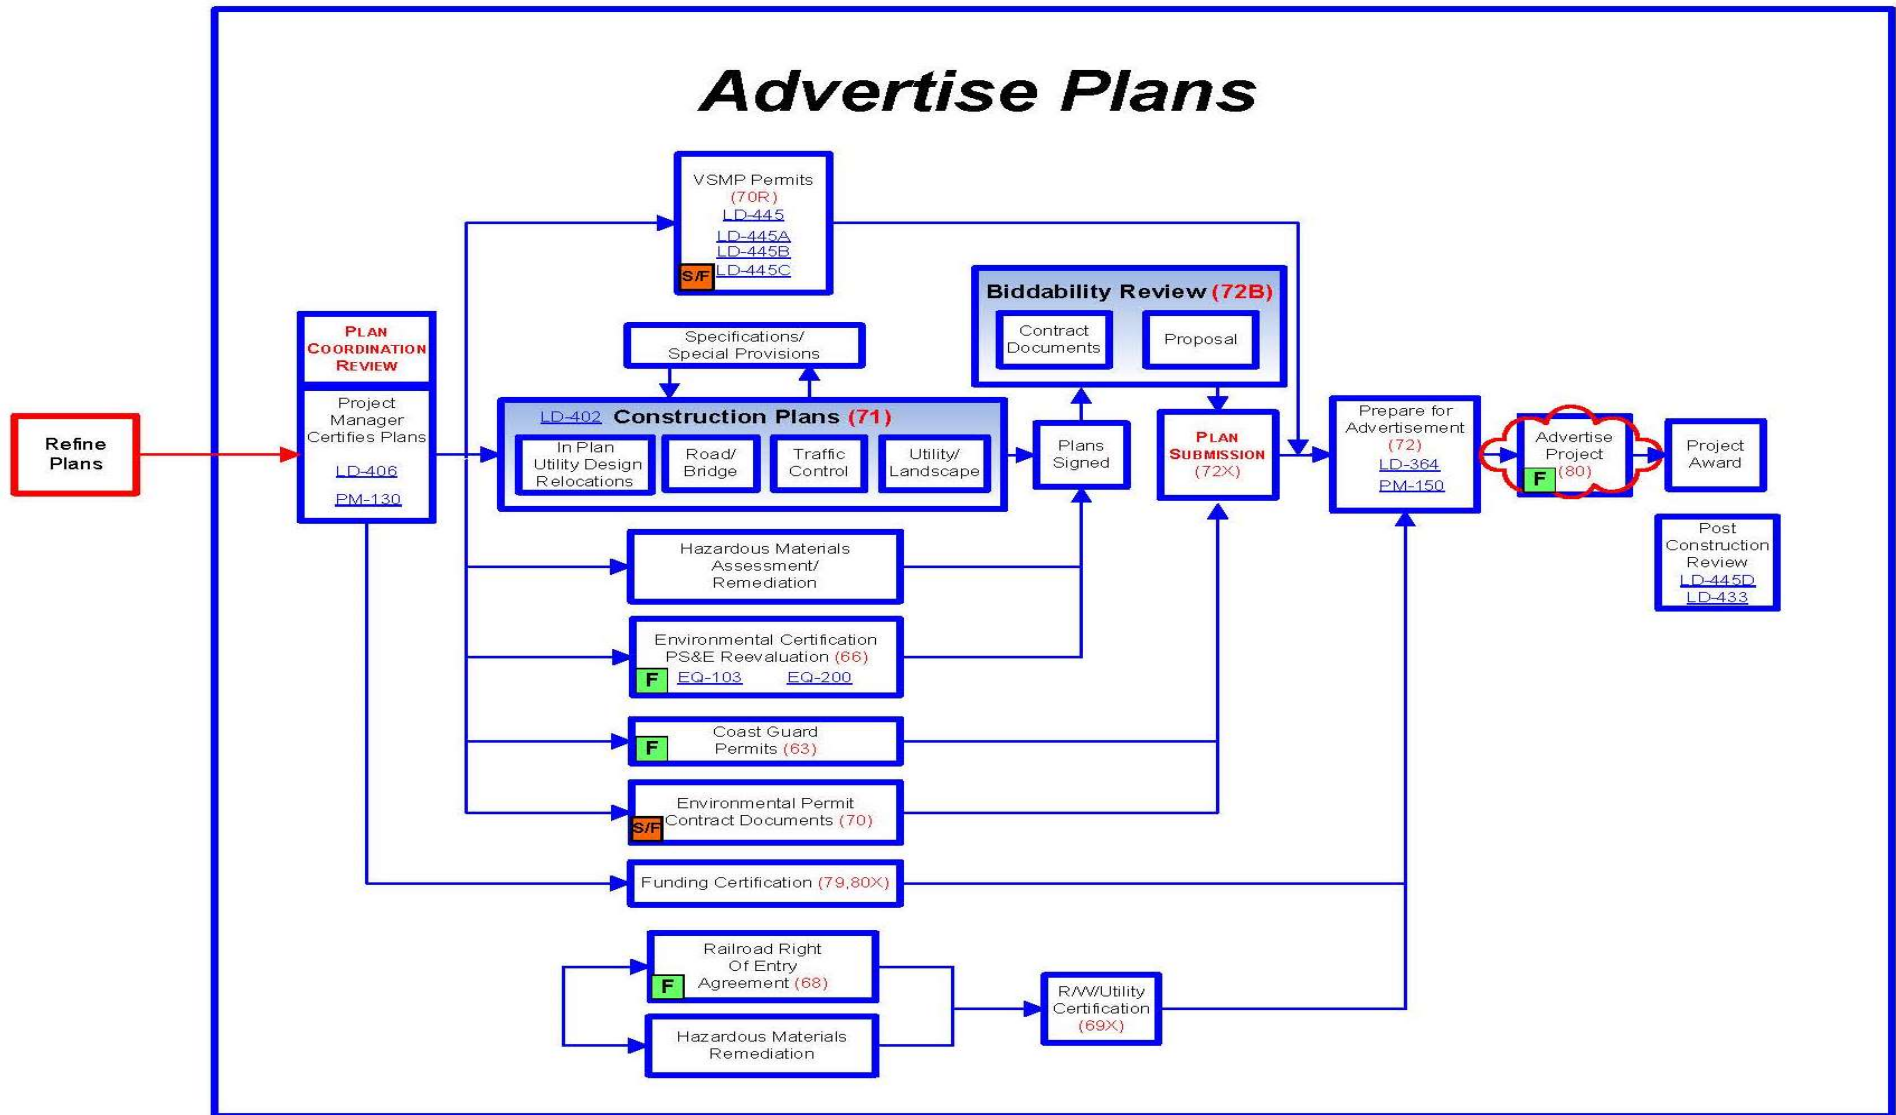 Advertise Plans
VSMP Permits
(70R)
LD-445
LD-445A
LD-445B
LD-445C
S/F
Biddability Review (72B)
Contract
Documents
Proposal
PLAN
COORDINATION
REVIEW
Project
Manager
Certifies Plans
LD-406
PM-130
Refine
Plans
Specifications/
Special Provisions
LD-402 Construction Plans (71)
In Plan
Utility Design
Relocations
Road/
Bridge
Traffic
Control
Utility/
Landscape
Plans
Signed
PLAN
SUBMISSION
(72X)
Prepare for
Advertisement
(72)
LD-364
PM-150
Advertise
Project
(80)
F
Project
Award
Post
Construction
Review
LD-445D
LD-433
Hazardous Materials
Assessment/
Remediation
Environmental Certification
PS&E Reevaluation (66)
F EQ-103 EQ-200
Coast Guard
Permits (63)
F
Environmental Permit
Contract Documents (70)
S/F
Funding Certification (79,80X)
Railroad Right
Of Entry
Agreement (68)
F
Hazardous Materials
Remediation
R/W/Utility
Certification
(69X)